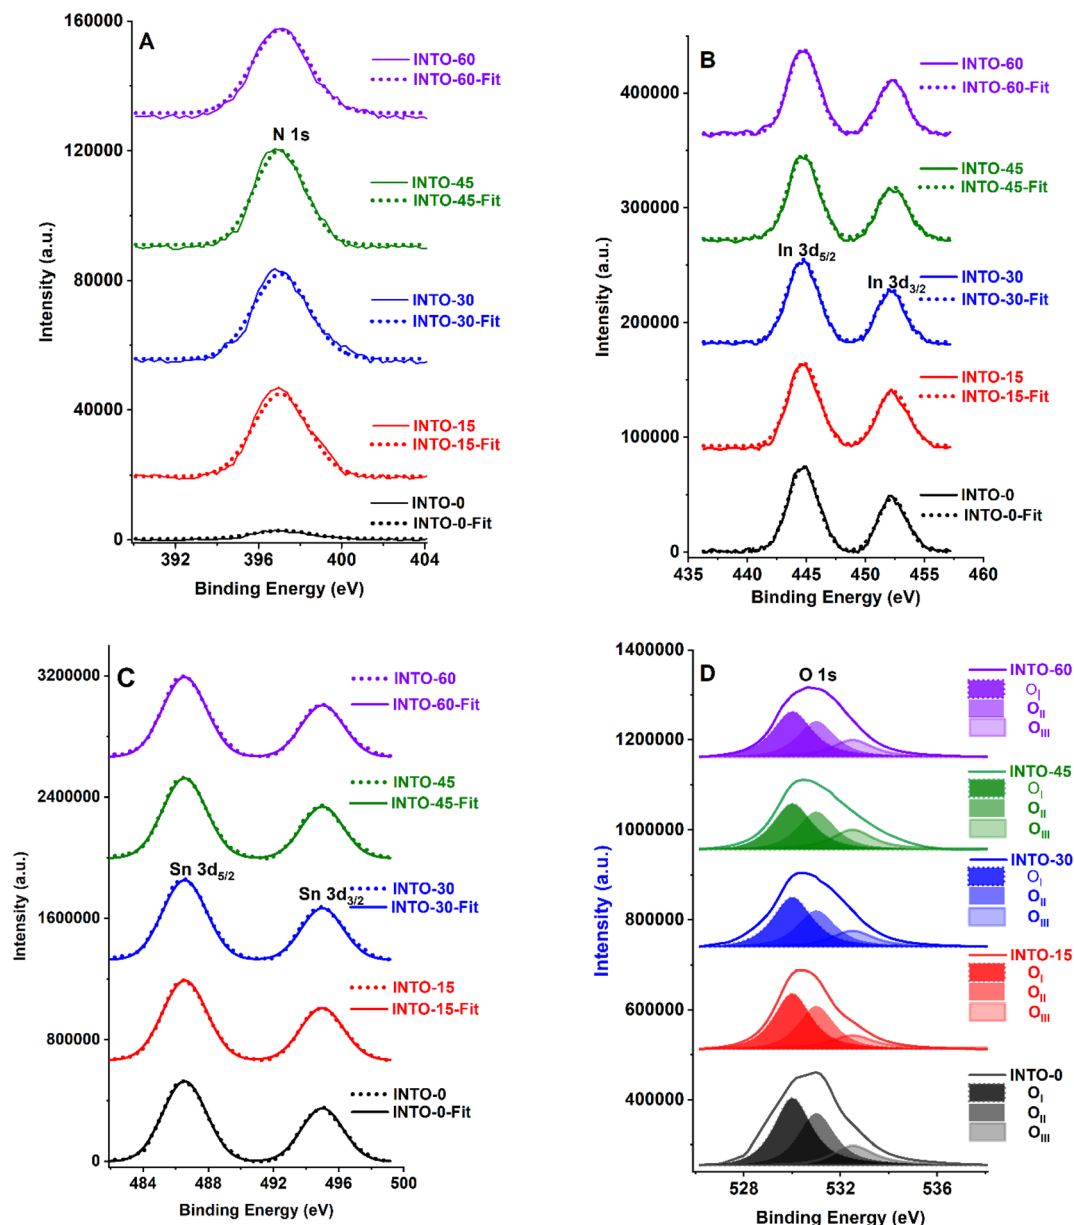 A
160000
120000
80000
40000
0
Intensity (a.u.)
N 1s
INTO-60
INTO-60-Fit
INTO-45
INTO-45-Fit
INTO-30
INTO-30-Fit
INTO-15
INTO-15-Fit
INTO-0
INTO-0-Fit
392 396 400 404
Binding Energy (eV)
B
400000
300000
200000
100000
0
Intensity (a.u.)
INTO-60
INTO-60-Fit
INTO-45
INTO-45-Fit
In 3d5/2
In 3d3/2
INTO-30
INTO-30-Fit
INTO-15
INTO-15-Fit
INTO-0
INTO-0-Fit
435 440 445 450 455 460
Binding Energy (eV)
C
3200000
2400000
1600000
800000
0
Intensity (a.u.)
INTO-60
INTO-60-Fit
INTO-45
INTO-45-Fit
Sn 3d5/2
Sn 3d3/2
INTO-30
INTO-30-Fit
INTO-15
INTO-15-Fit
INTO-0
INTO-0-Fit
484 488 492 496 500
Binding Energy (eV)
D
1400000
1200000
1000000
800000
600000
400000
Intensity (a.u.)
O 1s
INTO-60
OI
OII
OIII
INTO-45
OI
OII
OIII
INTO-30
OI
OII
OIII
INTO-15
OI
OII
OIII
INTO-0
OI
OII
OIII
528 532 536
Binding Energy (eV)